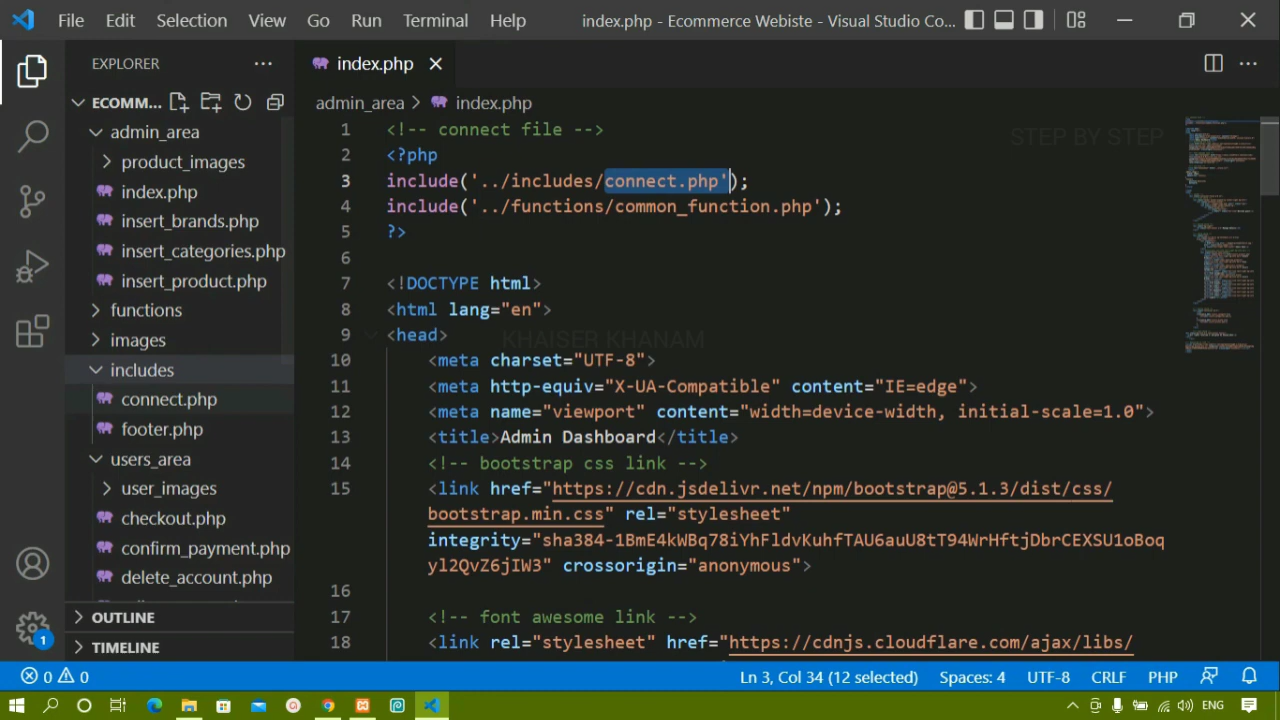 File Edit Selection View Go Run Terminal Help index.php - Ecommerce Webiste - Visual Studio Co...
EXPLORER
ECOMM...
admin_area
product_images
index.php
insert_brands.php
insert_categories.php
insert_product.php
functions
images
includes
connect.php
footer.php
users_area
user_images
checkout.php
confirm_payment.php
delete_account.php
OUTLINE
TIMELINE
index.php
admin_area > index.php
STEP BY STEP
1 <!-- connect file -->
2 <?php
3 include('../includes/connect.php');
4 include('../functions/common_function.php');
5 ?>
6
7 <!DOCTYPE html>
8 <html lang="en">
9 <head>
KHAISER KHANAM
10 <meta charset="UTF-8">
11 <meta http-equiv="X-UA-Compatible" content="IE=edge">
12 <meta name="viewport" content="width=device-width, initial-scale=1.0">
13 <title>Admin Dashboard</title>
14 <!-- bootstrap css link -->
15 <link href="https://cdn.jsdelivr.net/npm/bootstrap@5.1.3/dist/css/
bootstrap.min.css" rel="stylesheet"
integrity="sha384-1BmE4kWBq78iYhFldvKuhfTAU6auU8tT94WrHftjDbrCEXSU1oBoq
yl2QvZ6jIW3" crossorigin="anonymous">
16
17 <!-- font awesome link -->
18 <link rel="stylesheet" href="https://cdnjs.cloudflare.com/ajax/libs/
1
0 0 Ln 3, Col 34 (12 selected) Spaces: 4 UTF-8 CRLF PHP
ENG